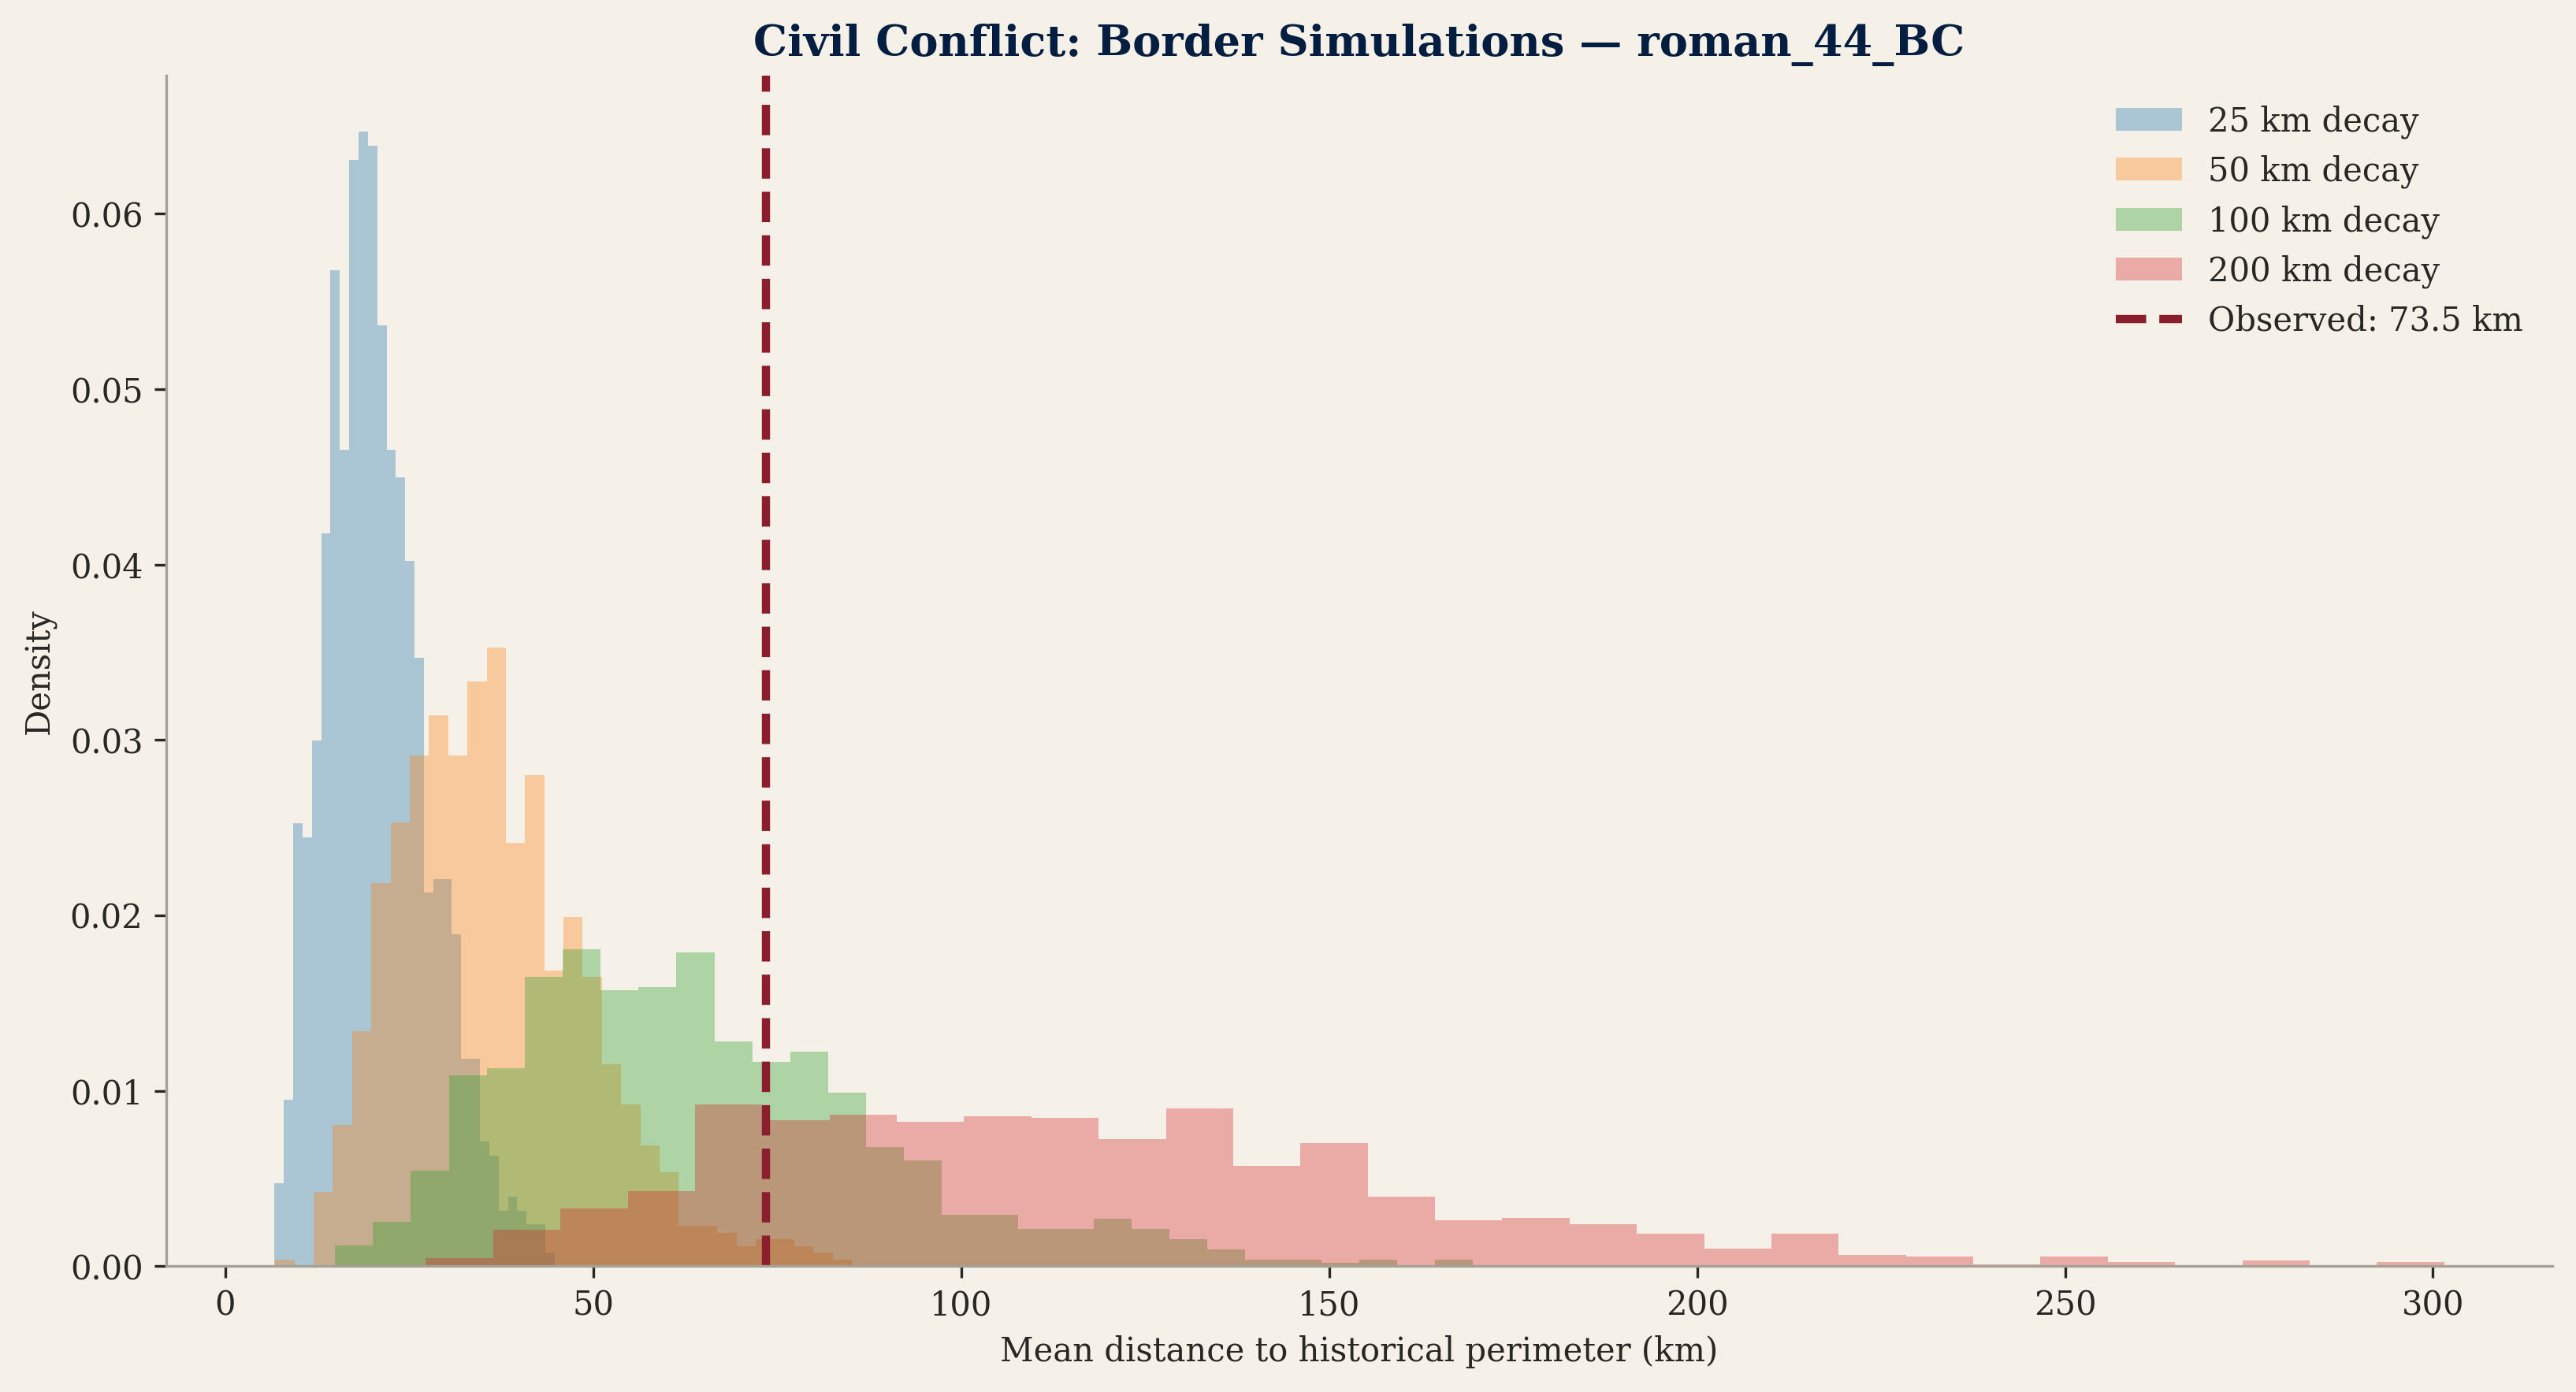 Civil Conflict: Border Simulations — roman_44_BC
25 km decay
50 km decay
100 km decay
200 km decay
Observed: 73.5 km
Density
0.06
0.05
0.04
0.03
0.02
0.01
0.00
0 50 100 150 200 250 300
Mean distance to historical perimeter (km)